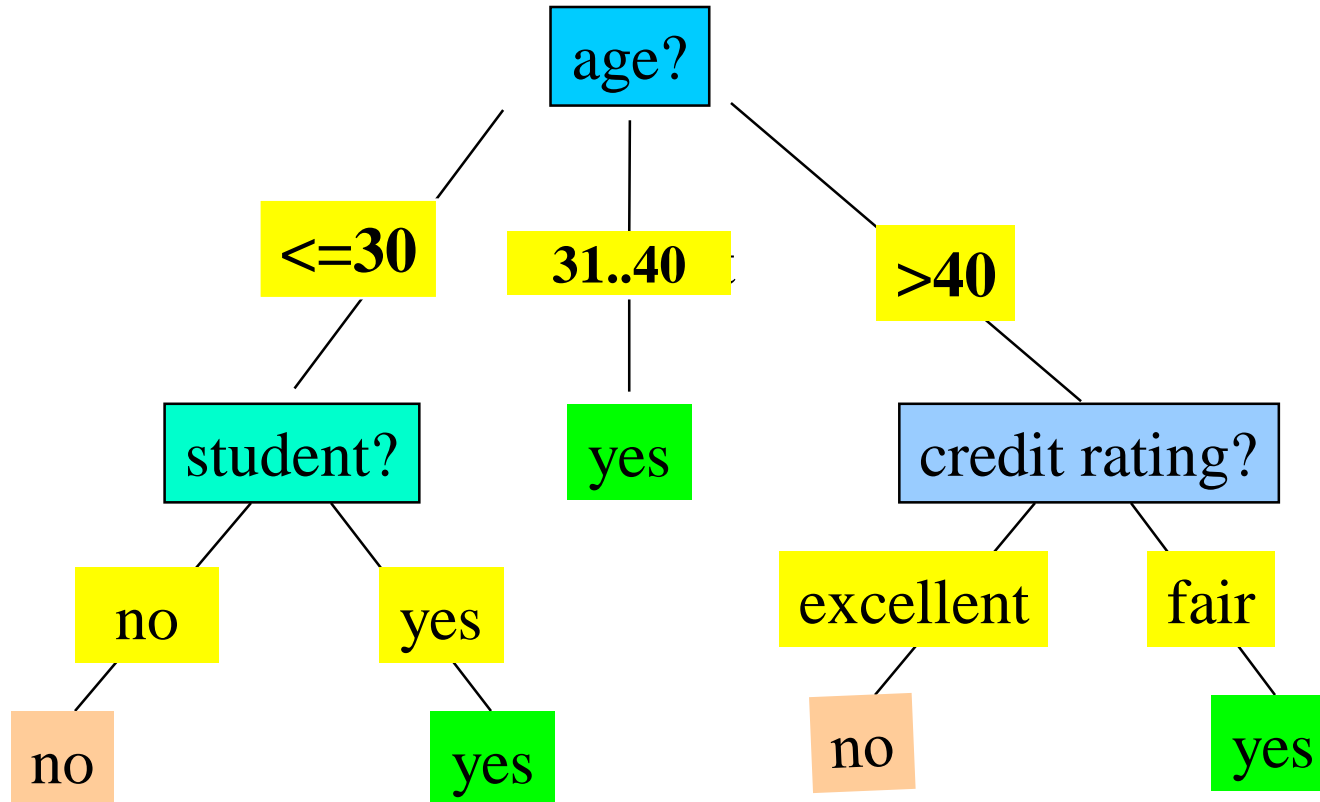 age?
<=30
31..40
>40
student?
yes
credit rating?
no
yes
excellent
fair
no
yes
no
yes